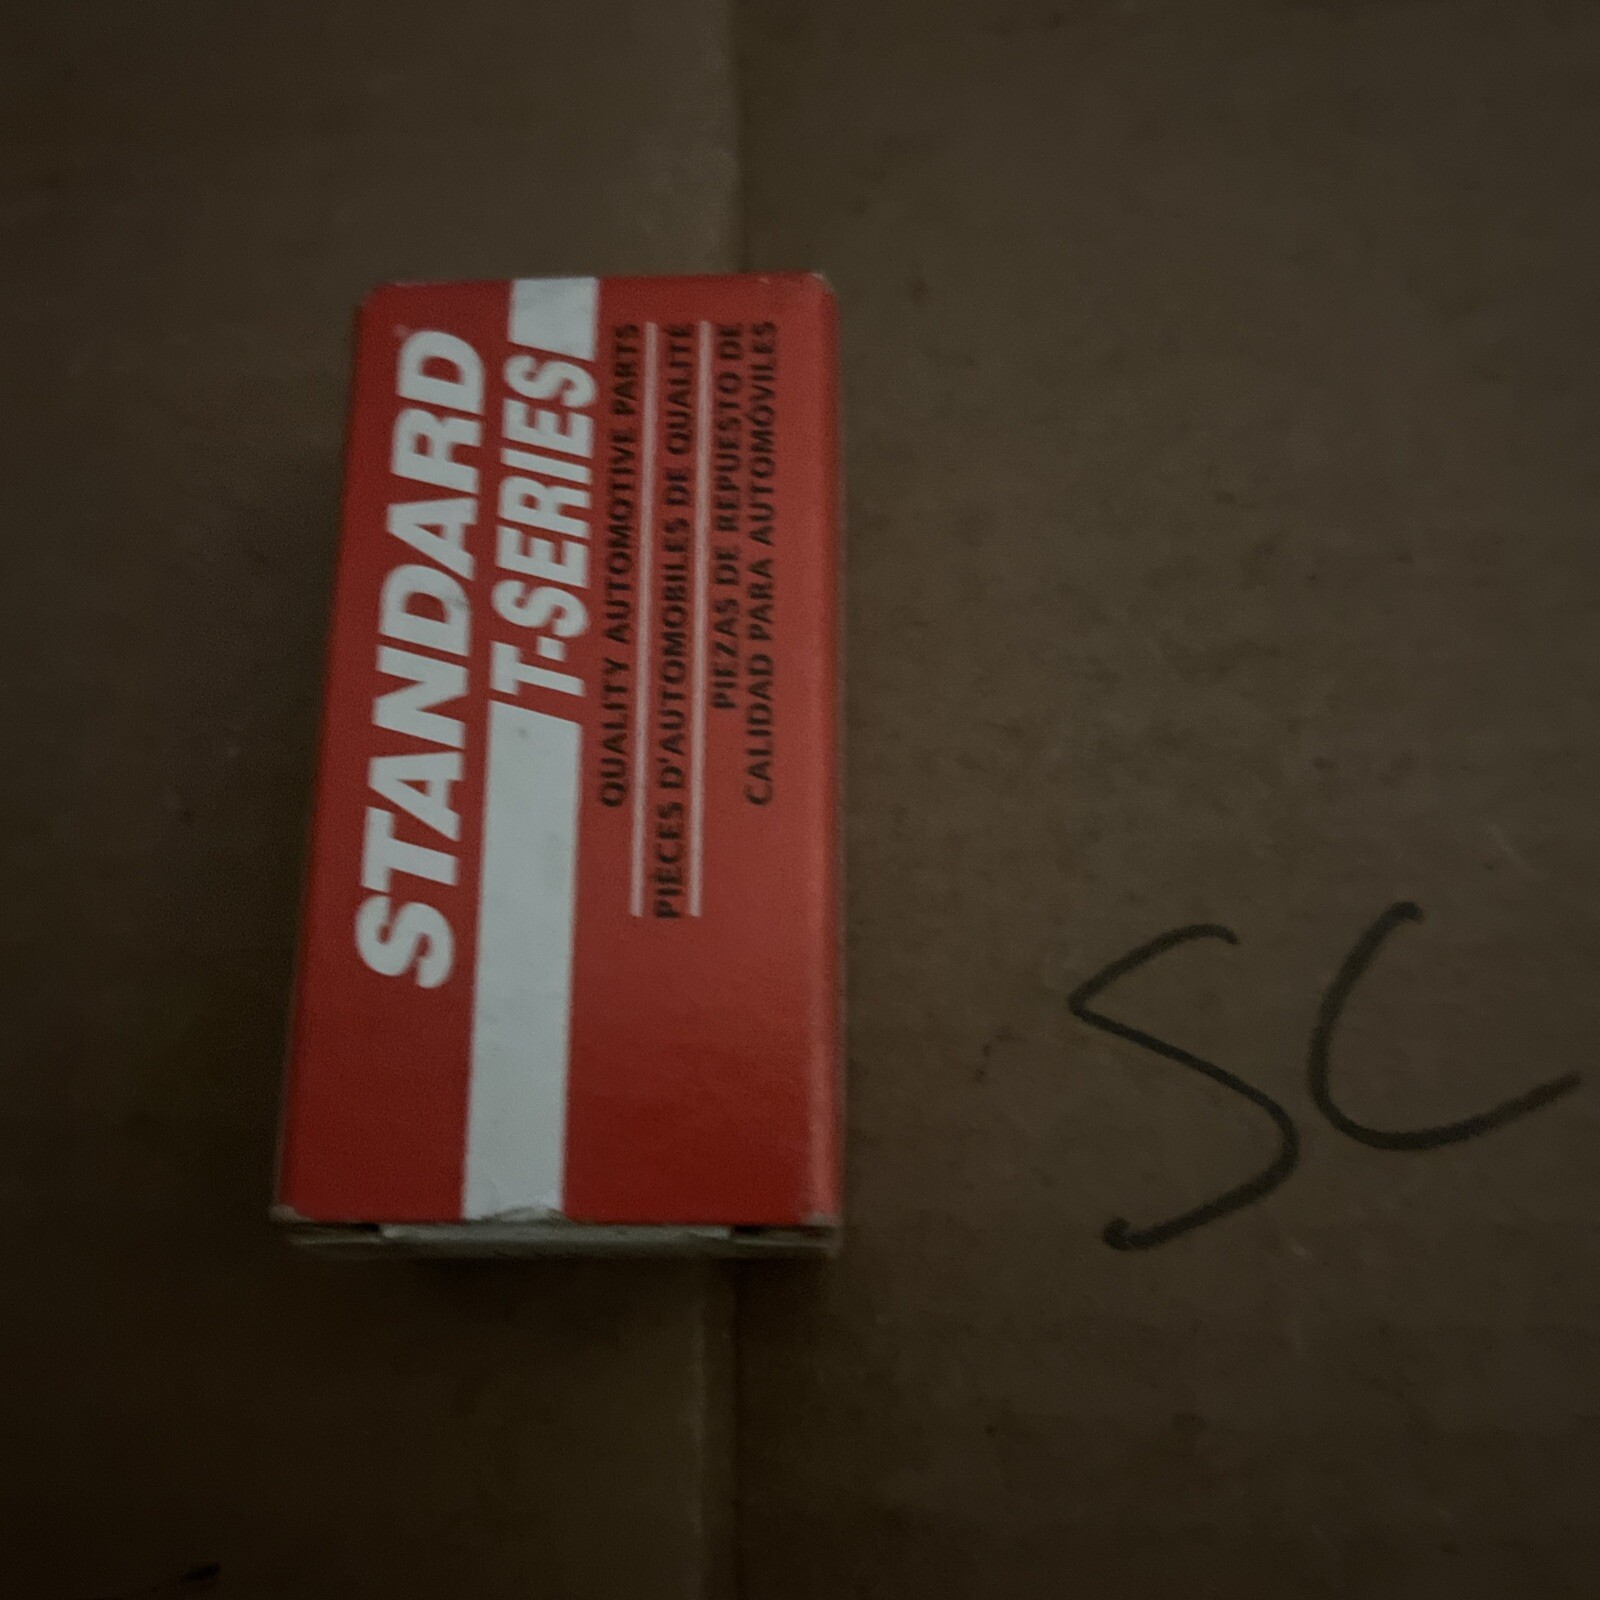 STANDARD
T-SERIES
QUALITY AUTOMOTIVE PARTS
PIÈCES D'AUTOMOBILES DE QUALITÉ
PIEZAS DE REPUESTO DE
CALIDAD PARA AUTOMÓVILES
SC